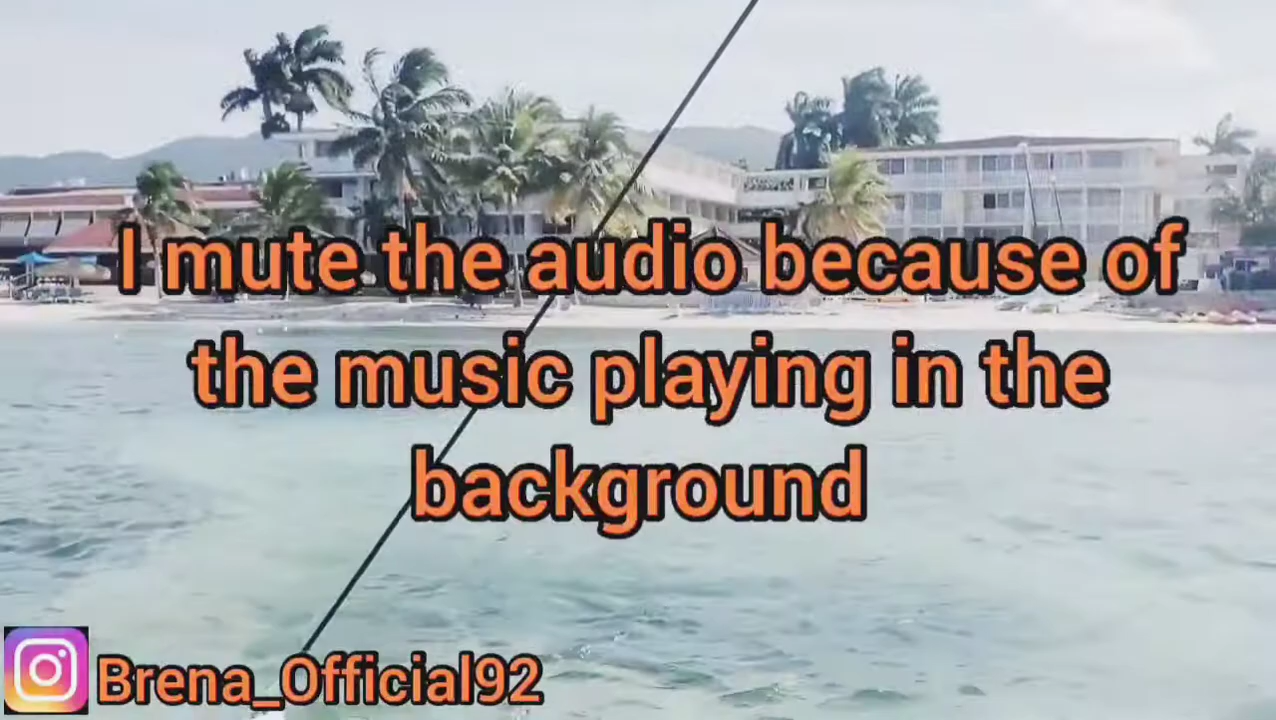 I mute the audio because of
the music playing in the
background
Brena_Official92